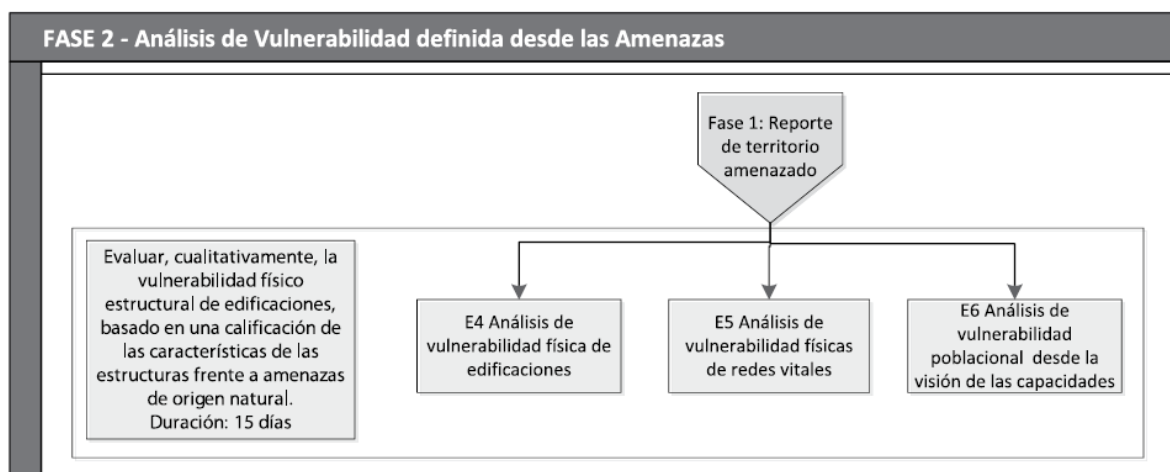 FASE 2 - Análisis de Vulnerabilidad definida desde las Amenazas
Fase 1: Reporte
de territorio
amenazado
Evaluar, cualitativamente, la
vulnerabilidad físico
estructural de edificaciones,
basado en una calificación de
las características de las
estructuras frente a amenazas
de origen natural.
Duración: 15 días
E4 Análisis de
vulnerabilidad física de
edificaciones
E5 Análisis de
vulnerabilidad físicas
de redes vitales
E6 Análisis de
vulnerabilidad
poblacional desde la
visión de las capacidades